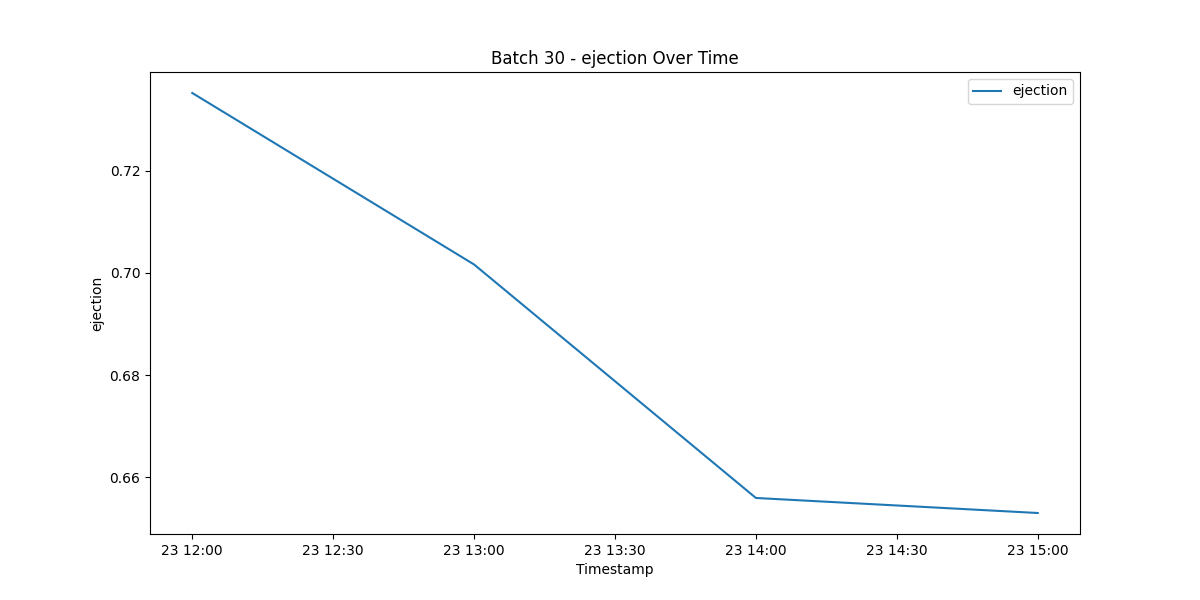 Batch 30 - ejection Over Time
ejection
0.72
0.70
0.68
0.66
ejection
23 12:00
23 12:30
23 13:00
23 13:30
23 14:00
23 14:30
23 15:00
Timestamp